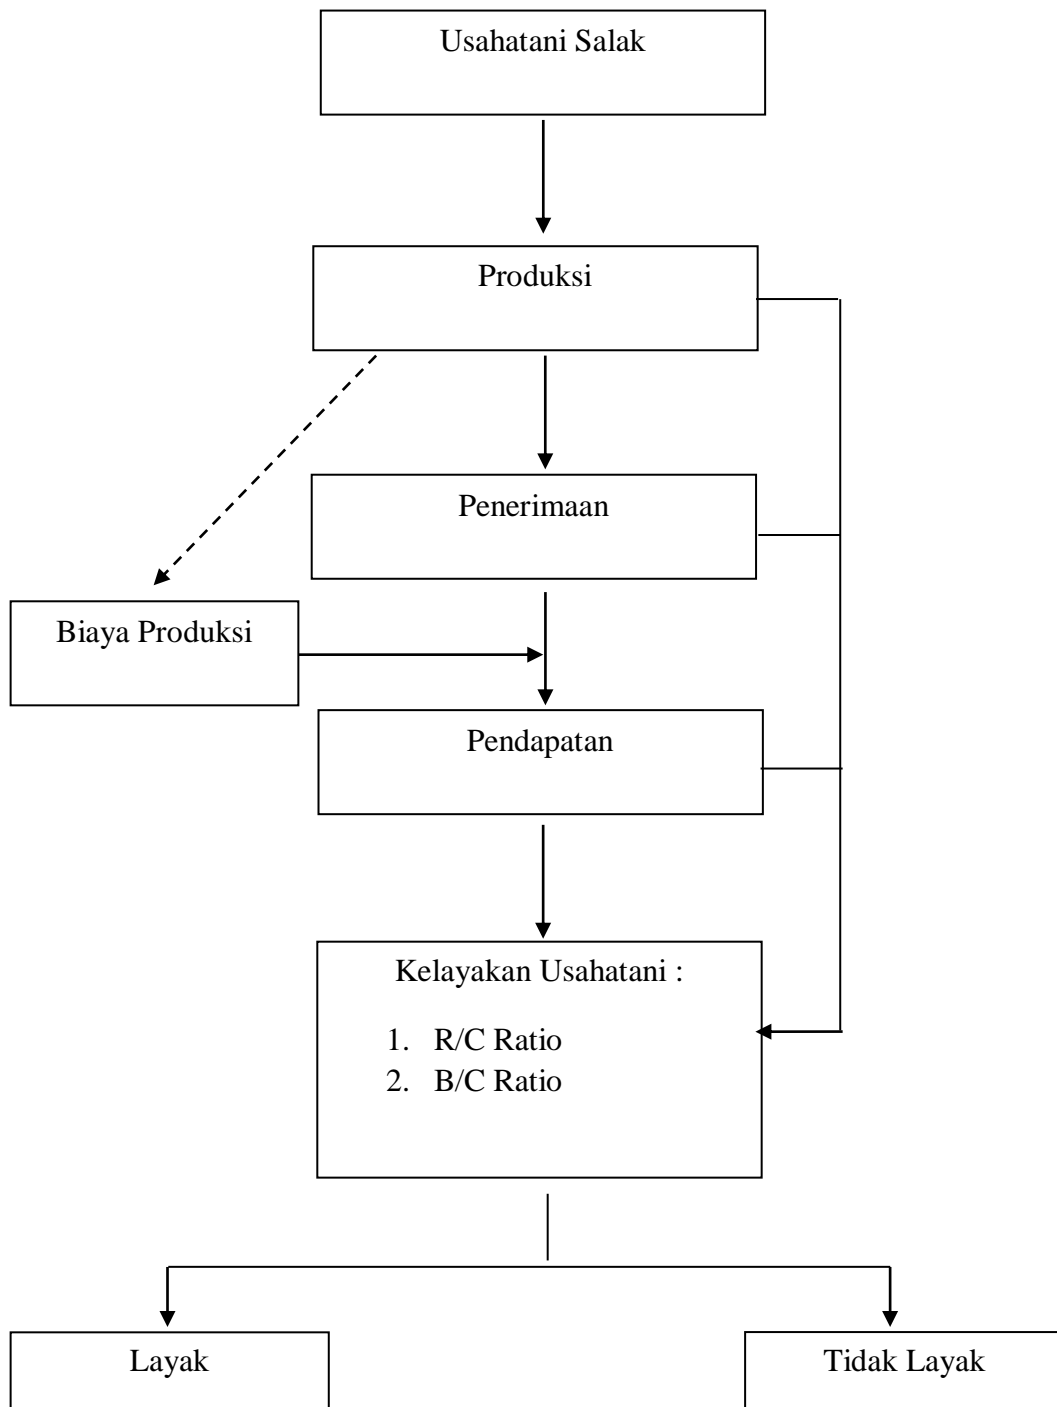 Usahatani Salak
Produksi
Penerimaan
Biaya Produksi
Pendapatan
Kelayakan Usahatani :
1. R/C Ratio
2. B/C Ratio
Layak
Tidak Layak